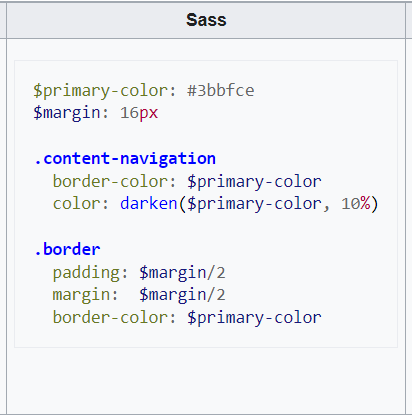 Sass
$primary-color: #3bbfce
$margin: 16px
.content-navigation
  border-color: $primary-color
  color: darken($primary-color, 10%)
.border
  padding: $margin/2
  margin:  $margin/2
  border-color: $primary-color